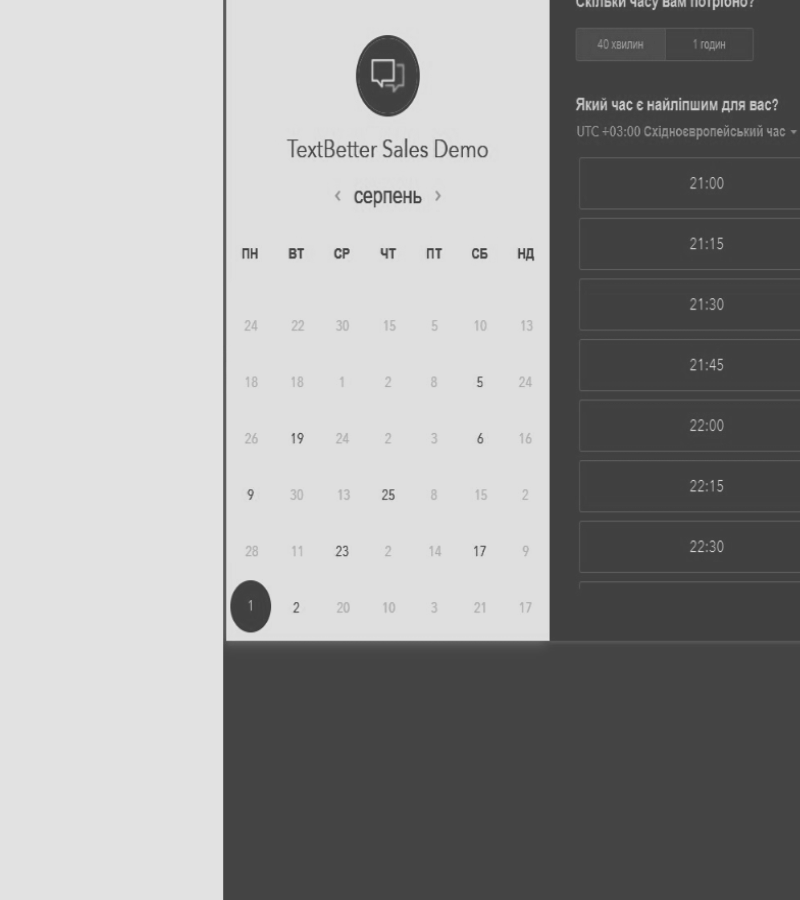 TextBetter Sales Demo
‹ серпень ›
ПН ВТ СР ЧТ ПТ СБ НД
24 22 30 15 5 10 13
18 18 1 2 8 5 24
26 19 24 2 3 6 16
9 30 13 25 8 15 2
28 11 23 2 14 17 9
1 2 20 10 3 21 17
Скільки часу вам потрібно?
40 хвилин 1 годин
Який час є найліпшим для вас?
UTC +03:00 Східноєвропейський час
21:00
21:15
21:30
21:45
22:00
22:15
22:30